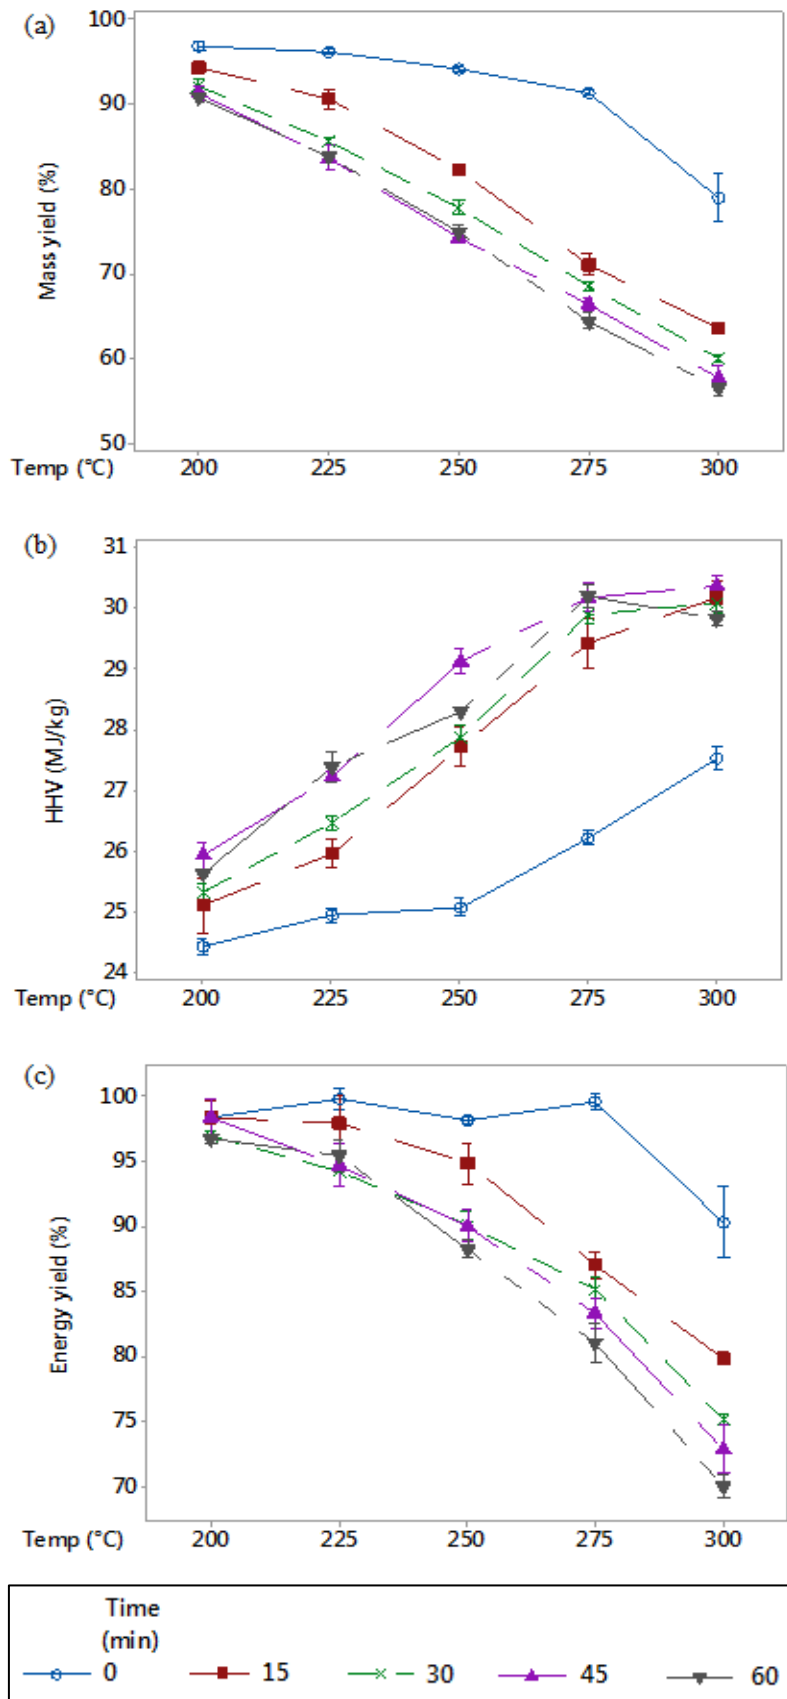 (a)
100
90
80
70
60
50
Mass yield (%)
Temp (°C) 200 225 250 275 300
(b)
31
30
29
28
27
26
25
24
HHV (MJ/kg)
Temp (°C) 200 225 250 275 300
(c)
100
95
90
85
80
75
70
Energy yield (%)
Temp (°C) 200 225 250 275 300
Time
(min)
0 15 30 45 60